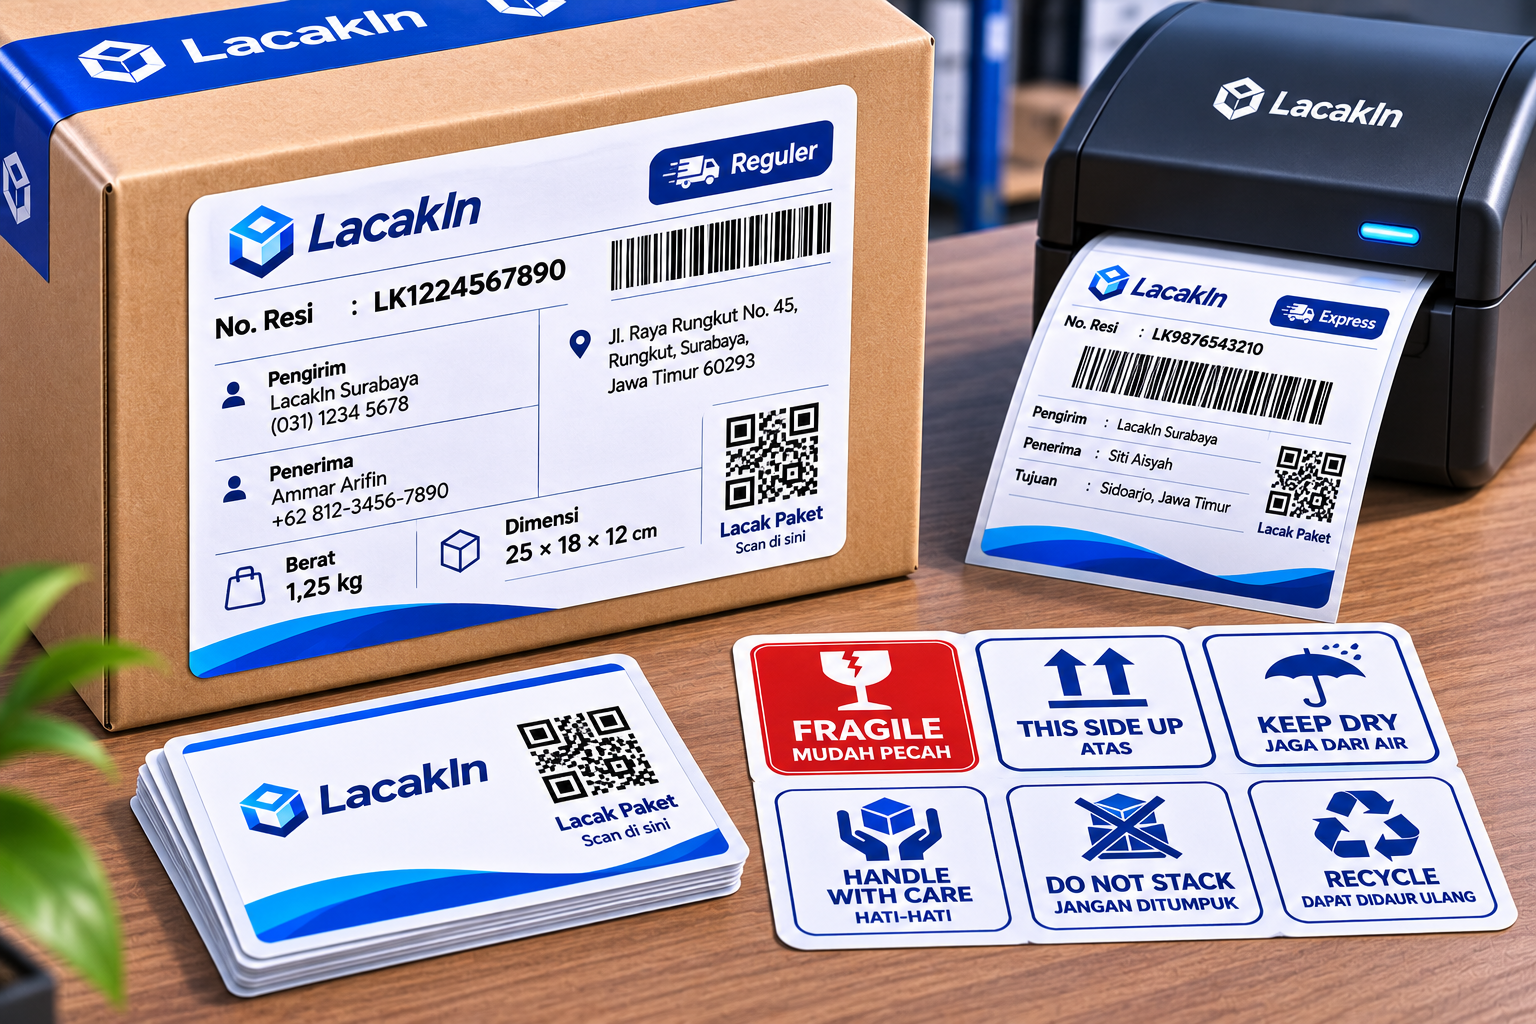 LacakIn
LacakIn
Reguler
No. Resi : LK1224567890
Pengirim
LacakIn Surabaya
(031) 1234 5678
Jl. Raya Rungkut No. 45,
Rungkut, Surabaya,
Jawa Timur 60293
Penerima
Ammar Arifin
+62 812-3456-7890
Berat
1,25 kg
Dimensi
25 × 18 × 12 cm
Lacak Paket
Scan di sini
LacakIn
LacakIn
Express
No. Resi : LK9876543210
Pengirim : LacakIn Surabaya
Penerima : Siti Aisyah
Tujuan : Sidoarjo, Jawa Timur
Lacak Paket
LacakIn
Lacak Paket
Scan di sini
FRAGILE
MUDAH PECAH
THIS SIDE UP
ATAS
KEEP DRY
JAGA DARI AIR
HANDLE
WITH CARE
HATI-HATI
DO NOT STACK
JANGAN DITUMPUK
RECYCLE
DAPAT DIDAUR ULANG